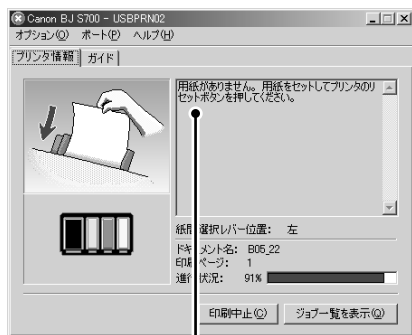 Canon BJ S700 - USBPRN02
オプション(O) ポート(P) ヘルプ(H)
プリンタ情報 ガイド
用紙がありません。用紙をセットしてプリンタのリ
セットボタンを押してください。
紙間選択レバー位置: 左
ドキュメント名: B05_22
印刷ページ: 1
進行状況: 91%
印刷中止(C) ジョブ一覧を表示(Q)